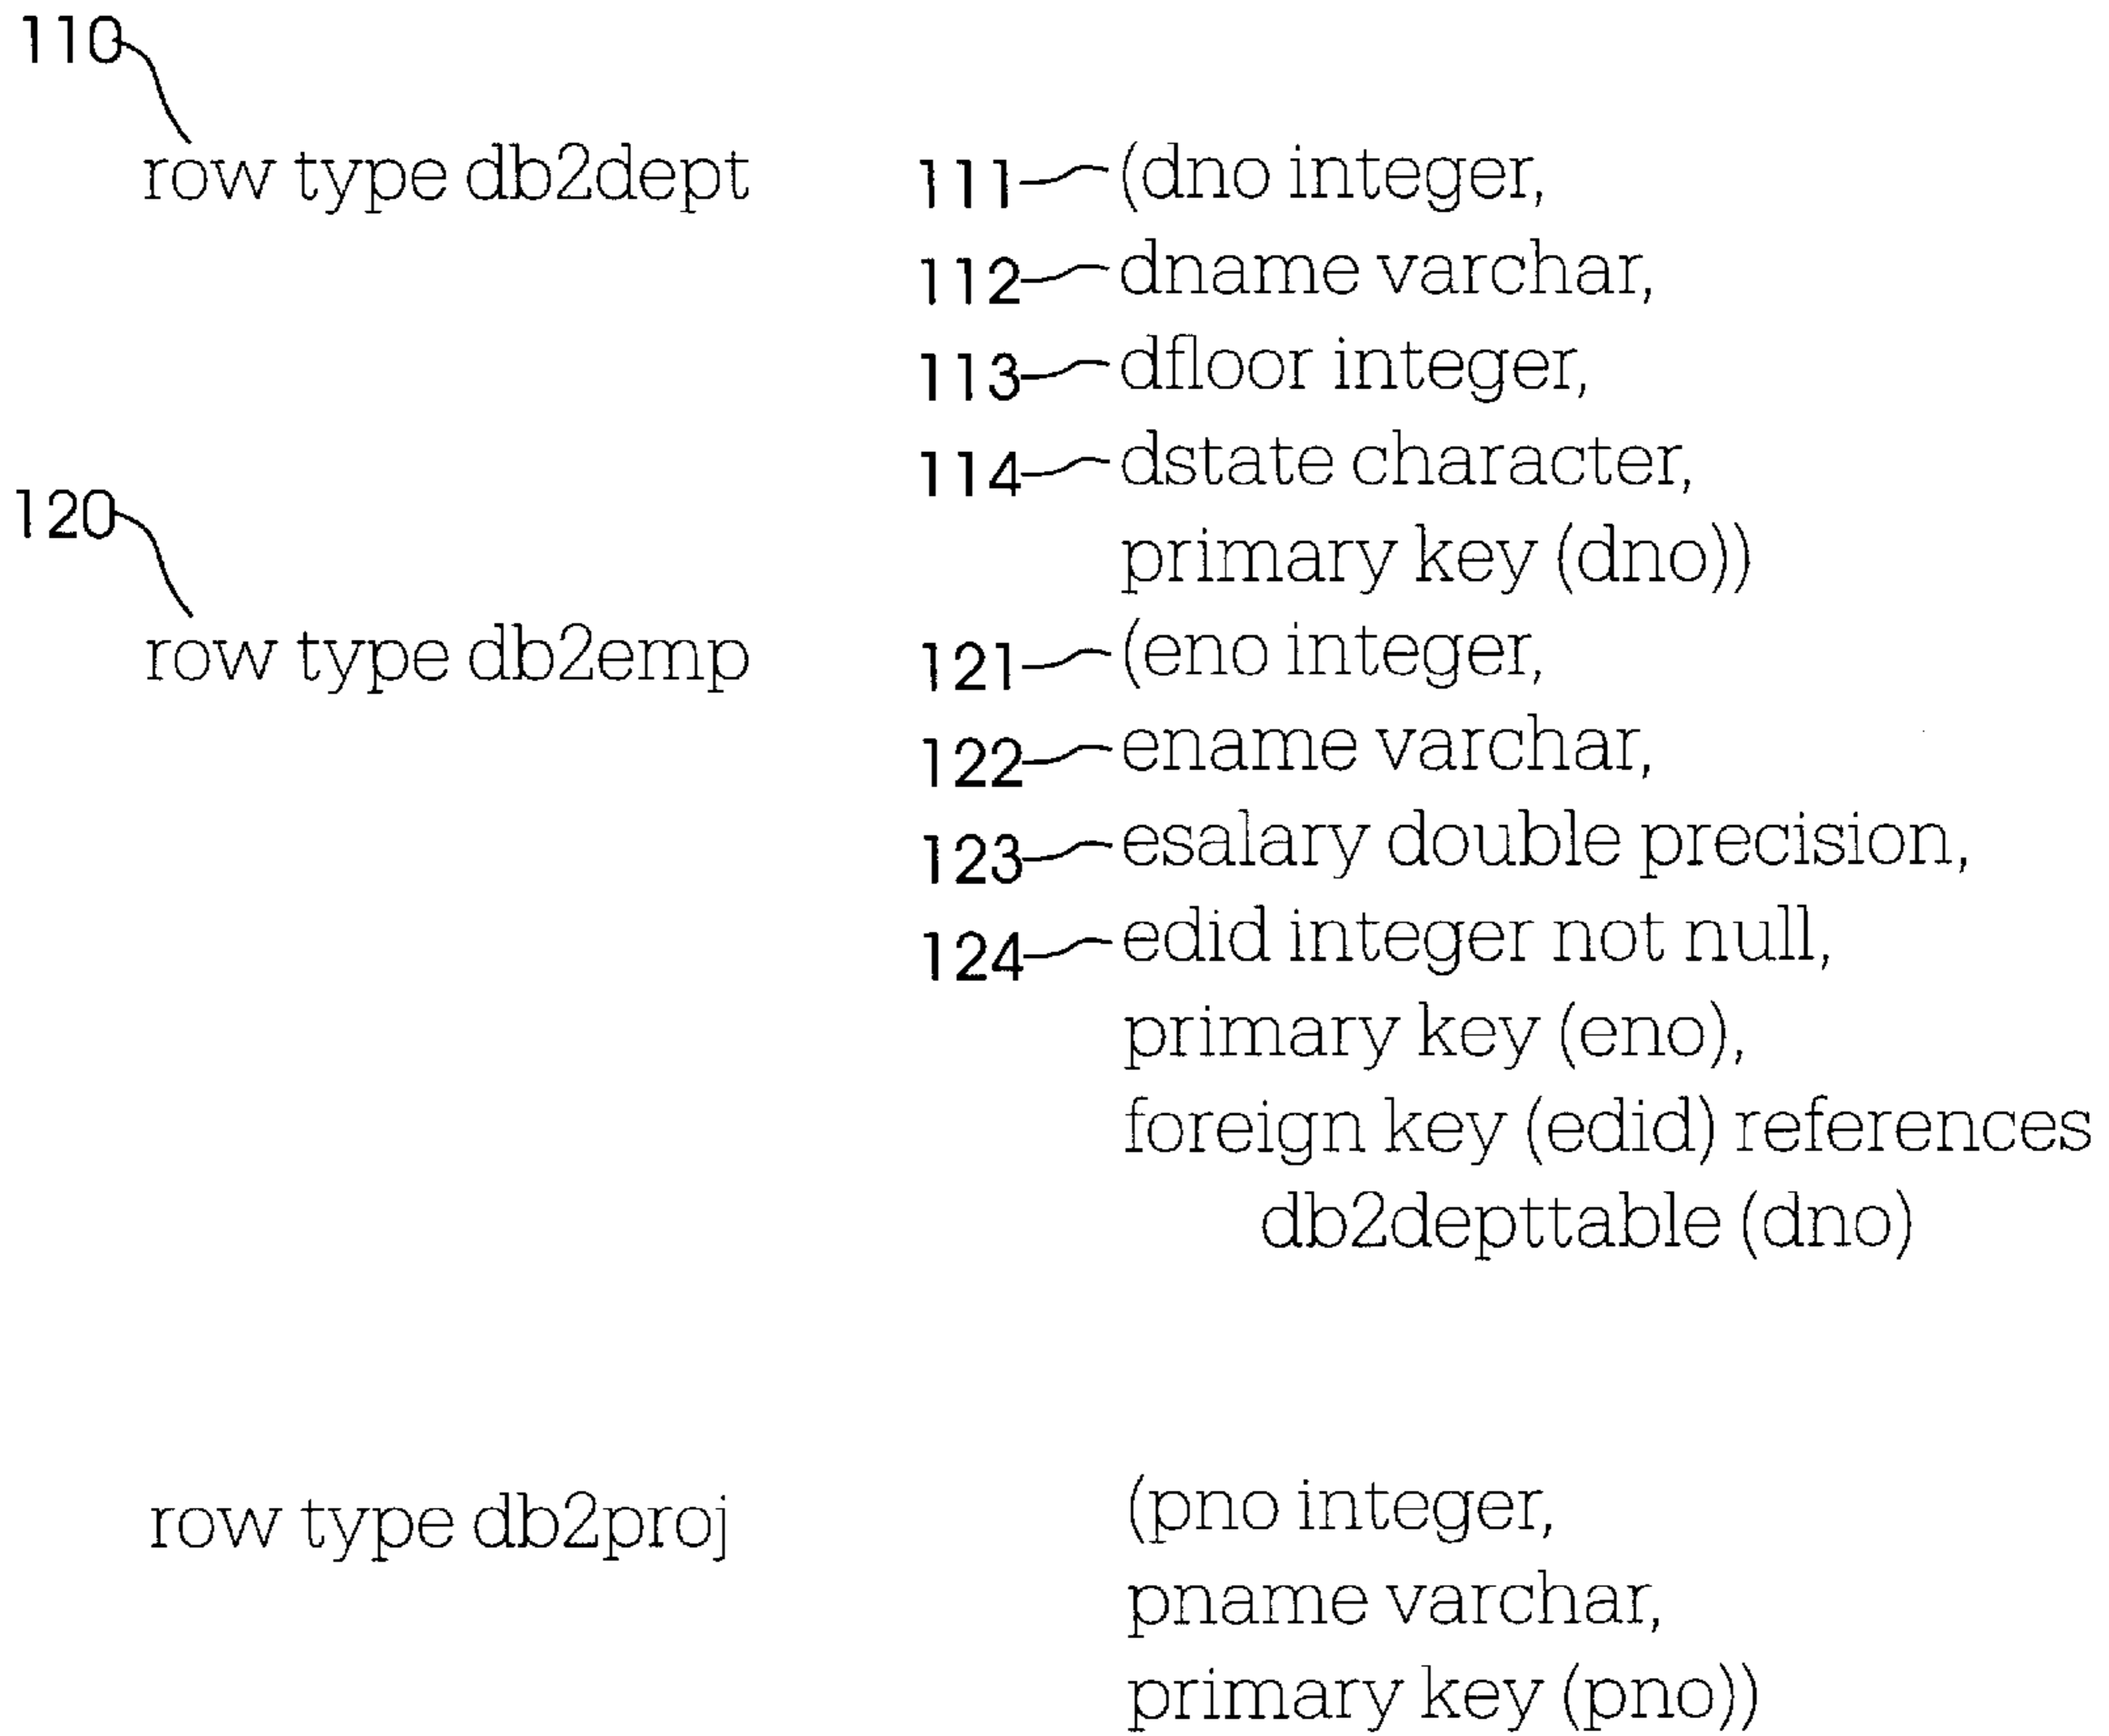 110
row type db2dept 111 (dno integer,
112 dname varchar,
113 dfloor integer,
114 dstate character,
120
primary key (dno))
row type db2emp 121 (eno integer,
122 ename varchar,
123 esalary double precision,
124 edid integer not null,
primary key (eno),
foreign key (edid) references
db2depttable (dno)
row type db2proj (pno integer,
pname varchar,
primary key (pno))